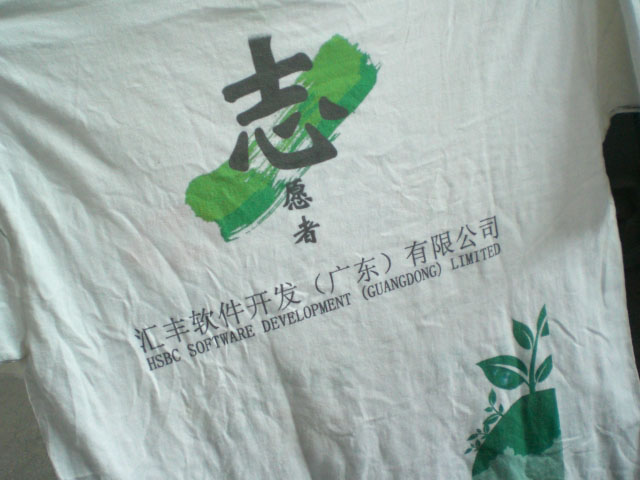 志
愿者
汇丰软件开发（广东）有限公司
HSBC SOFTWARE DEVELOPMENT (GUANGDONG) LIMITED